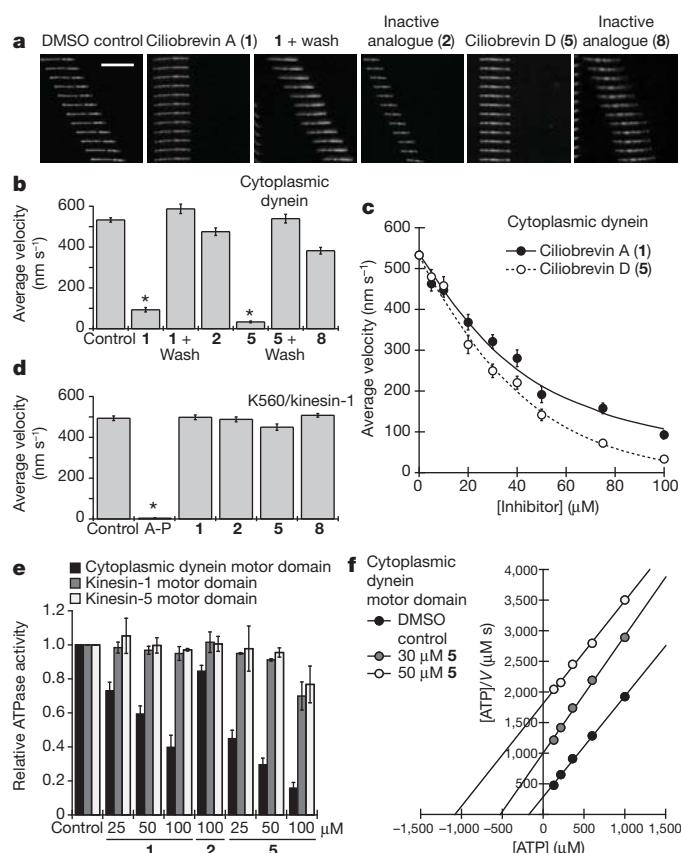 a
DMSO control
Ciliobrevin A (1)
1 + wash
Inactive
analogue (2)
Ciliobrevin D (5)
Inactive
analogue (8)
b
Average velocity
(nm s⁻¹)
600
400
200
0
Cytoplasmic
dynein
*
*
Control
1
1 +
Wash
2
5
5 +
Wash
8
c
Average velocity (nm s⁻¹)
600
500
400
300
200
100
0
Cytoplasmic dynein
Ciliobrevin A (1)
Ciliobrevin D (5)
0
20
40
60
80
100
[Inhibitor] (µM)
d
Average velocity
(nm s⁻¹)
600
400
200
0
K560/kinesin-1
*
Control
A-P
1
2
5
8
e
Cytoplasmic dynein motor domain
Kinesin-1 motor domain
Kinesin-5 motor domain
Relative ATPase activity
1.2
1.0
0.8
0.6
0.4
0.2
0
Control
25
50
100
100
25
50
100
µM
1
2
5
f
Cytoplasmic
dynein
motor domain
DMSO
control
30 µM 5
50 µM 5
[ATP]/V (µM s)
4,000
3,500
3,000
2,500
2,000
1,500
1,000
500
−1,500
−1,000
−500
0
500
1,000
1,500
[ATP] (µM)